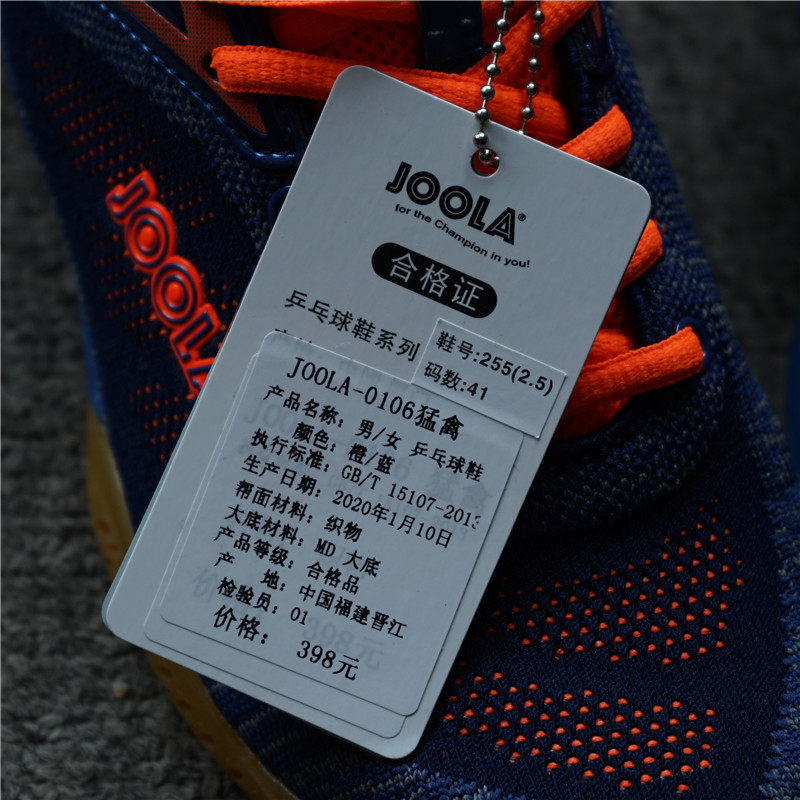 JOOLA
JOOLA®
for the Champion in you!
合格证
乒乓球鞋系列
鞋号:255(2.5)
码数:41
JOOLA-0106猛禽
产品名称: 男/女 乒乓球鞋
颜色: 橙/蓝
执行标准: GB/T 15107-2013
生产日期: 2020年1月10日
帮面材料: 织物
大底材料: MD 大底
产品等级: 合格品
产 地: 中国福建晋江
检验员: 01
价格: 398元